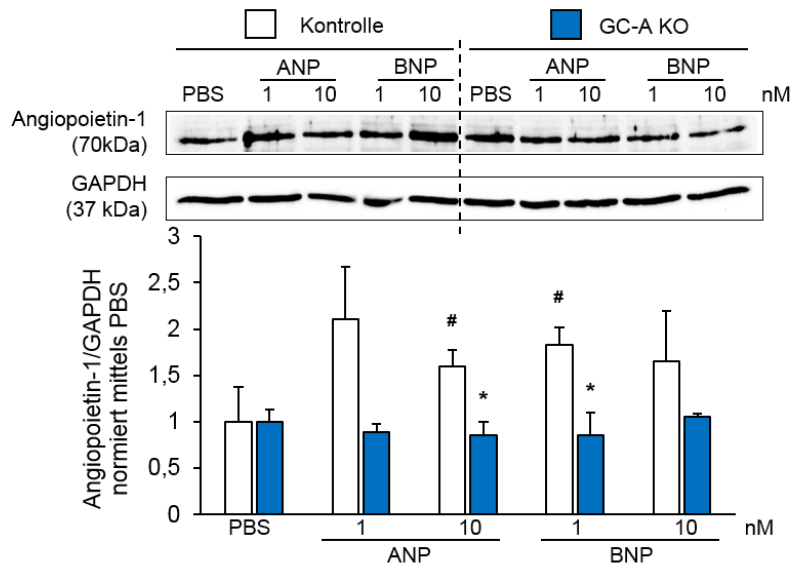 Kontrolle GC-A KO
ANP BNP ANP BNP
PBS 1 10 1 10 PBS 1 10 1 10 nM
Angiopoietin-1
(70kDa)
GAPDH
(37 kDa)
Angiopoietin-1/GAPDH
normiert mittels PBS
3
2,5
2
1,5
1
0,5
0
# #
* *
PBS 1 10 1 10 nM
ANP BNP